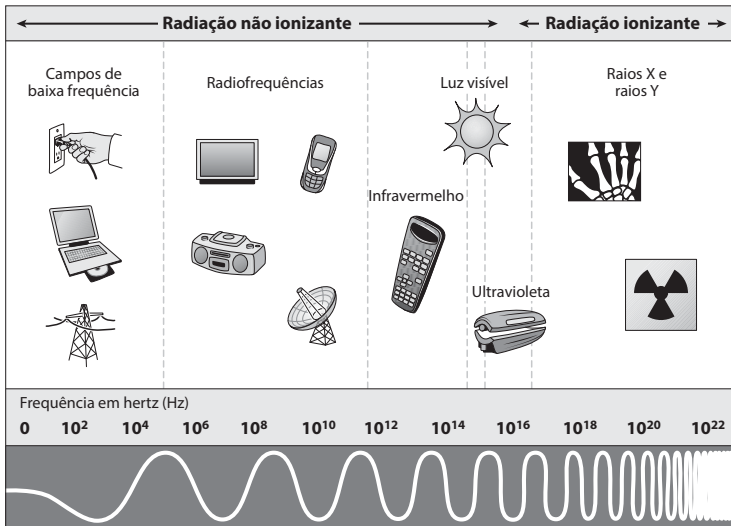 Radiação não ionizante
Radiação ionizante
Campos de
baixa frequência
Radiofrequências
Luz visível
Raios X e
raios Y
Infravermelho
Ultravioleta
Frequência em hertz (Hz)
0 10² 10⁴ 10⁶ 10⁸ 10¹⁰ 10¹² 10¹⁴ 10¹⁶ 10¹⁸ 10²⁰ 10²²